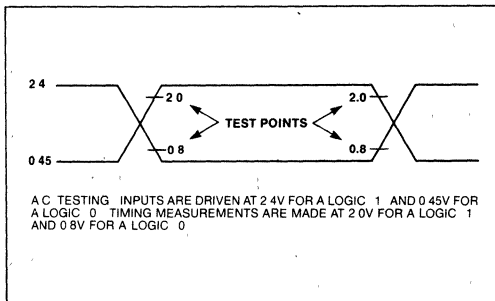 2 4
2 0
2.0
TEST POINTS
0 8
0.8
0 45
A C TESTING INPUTS ARE DRIVEN AT 2 4V FOR A LOGIC 1 AND 0 45V FOR
A LOGIC 0 TIMING MEASUREMENTS ARE MADE AT 2 0V FOR A LOGIC 1
AND 0 8V FOR A LOGIC 0